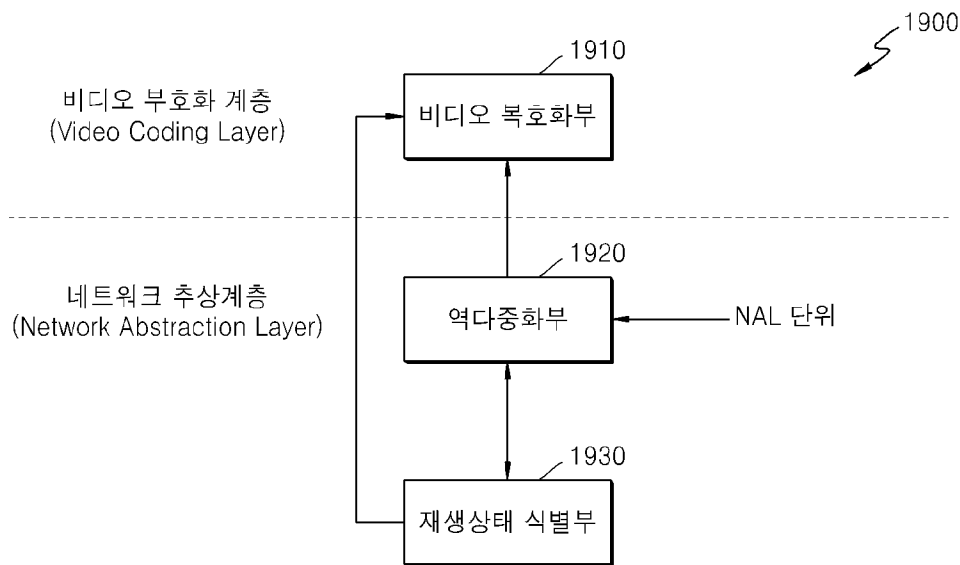 1900
1910
비디오 부호화 계층
(Video Coding Layer)
비디오 복호화부
1920
네트워크 추상계층
(Network Abstraction Layer)
역다중화부
NAL 단위
1930
재생상태 식별부